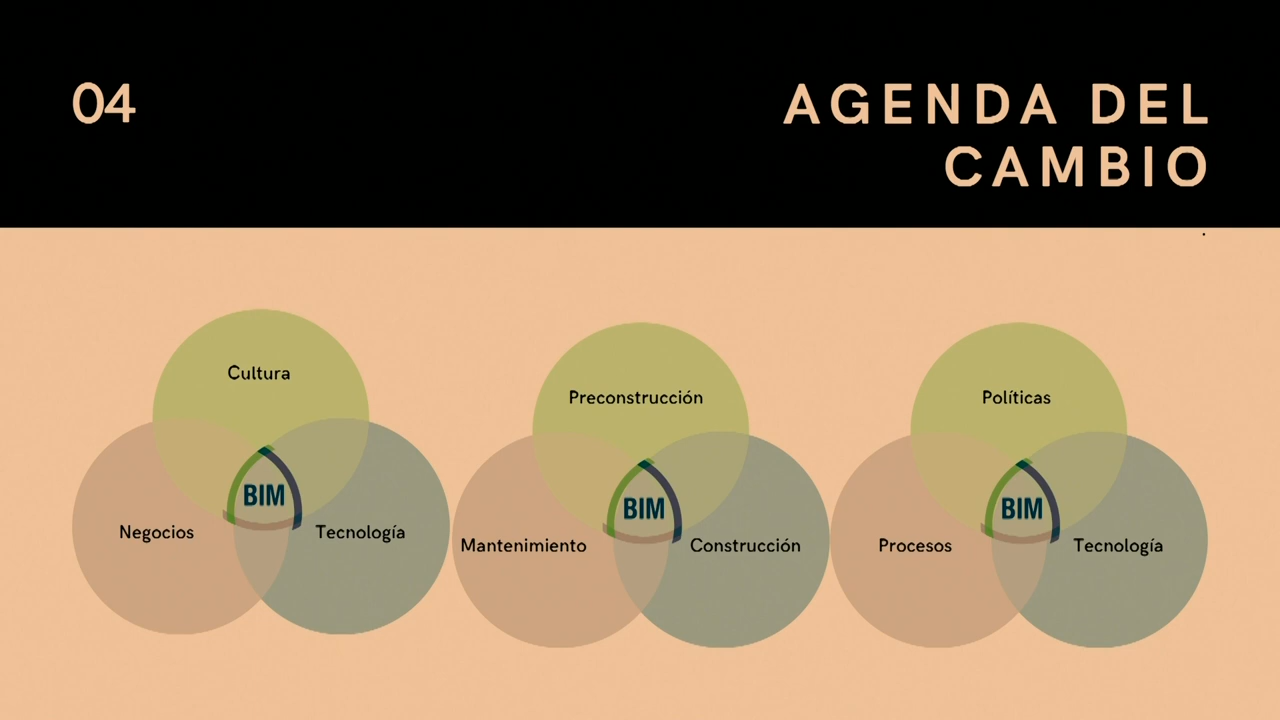 04
AGENDA DEL
CAMBIO
Cultura
BIM
Negocios
Tecnología
Preconstrucción
BIM
Mantenimiento
Construcción
Políticas
BIM
Procesos
Tecnología